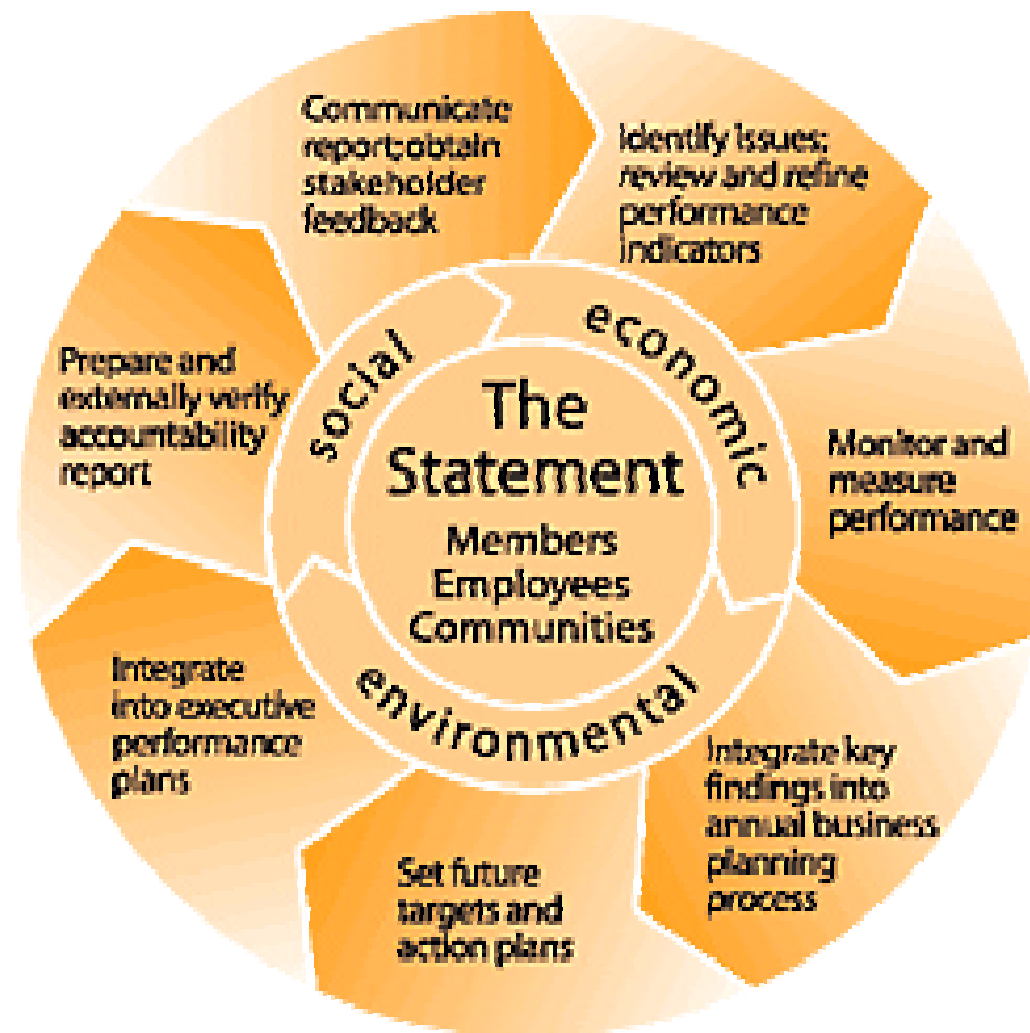 Communicate
report; obtain
stakeholder
feedback
Identify issues;
review and refine
performance
indicators
Monitor and
measure
performance
Integrate key
findings into
annual business
planning
process
Set future
targets and
action plans
Integrate
into executive
performance
plans
Prepare and
externally verify
accountability
report
social
economic
environmental
The
Statement
Members
Employees
Communities